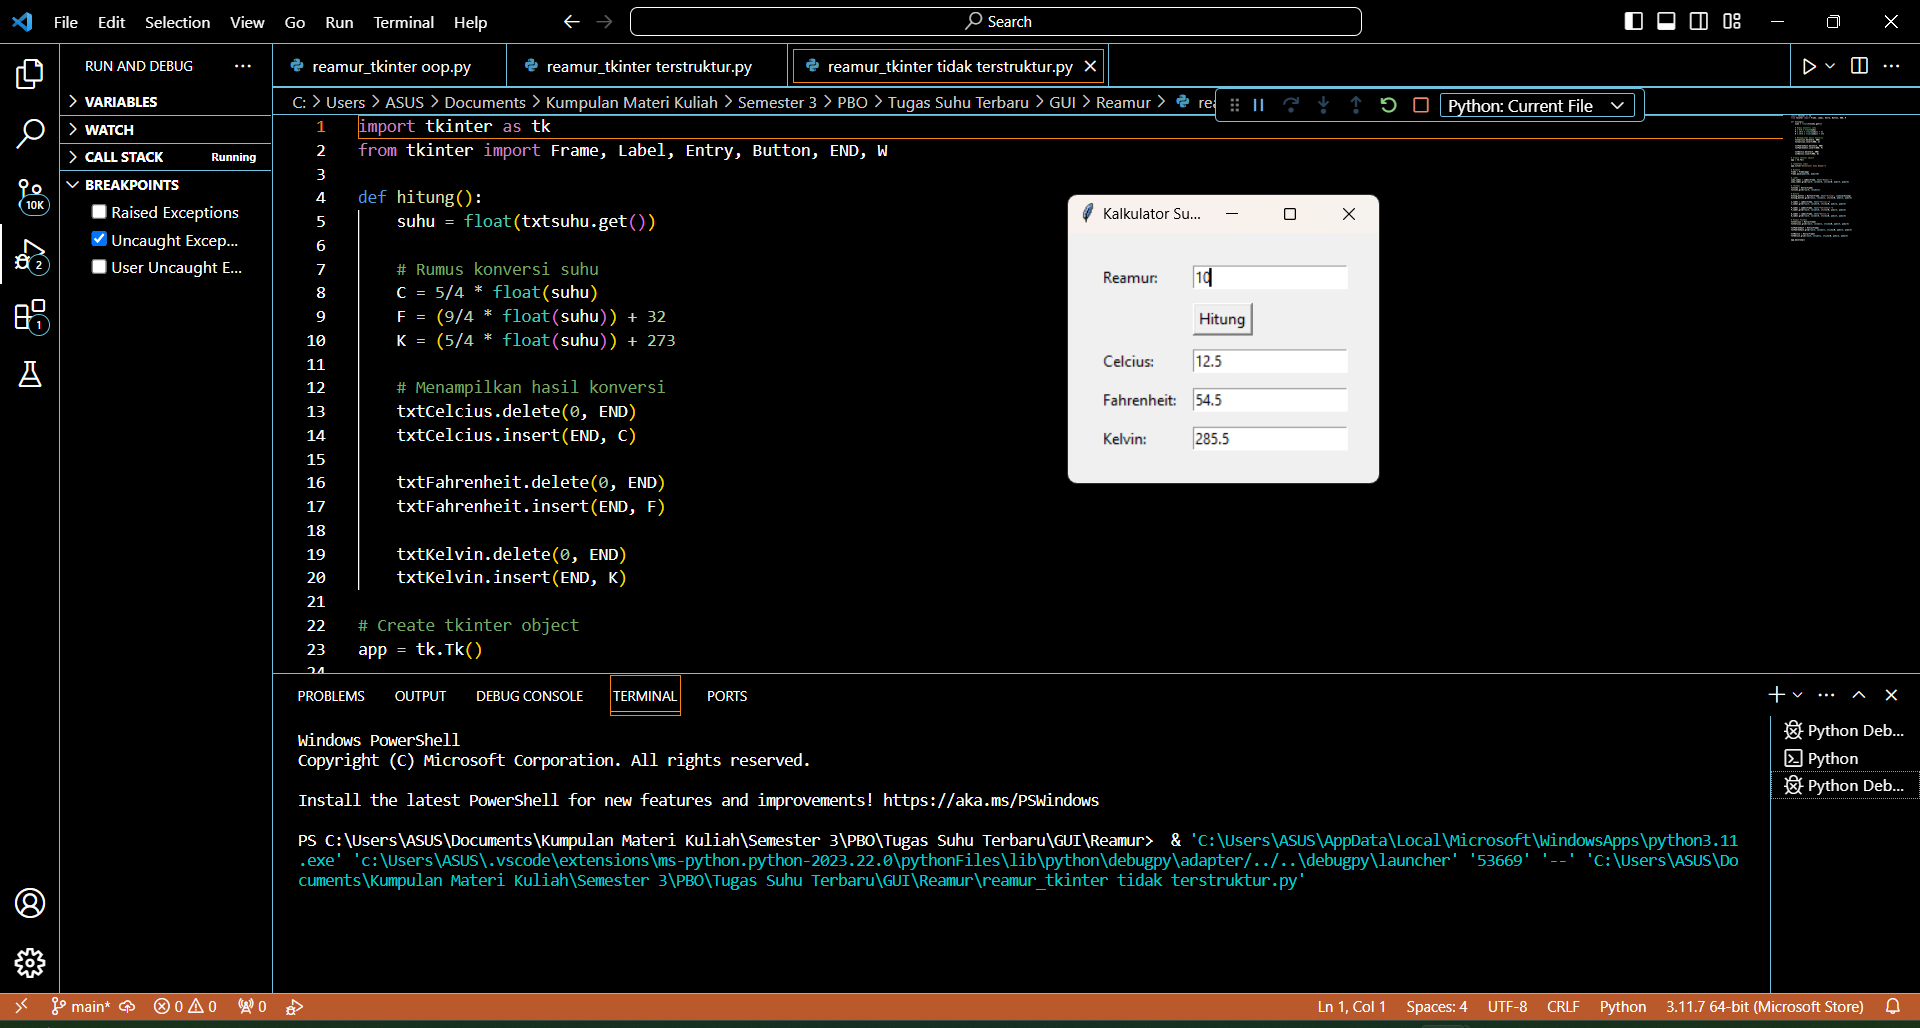 File Edit Selection View Go Run Terminal Help
Search
RUN AND DEBUG
VARIABLES
WATCH
CALL STACK Running
BREAKPOINTS
Raised Exceptions
Uncaught Excep...
User Uncaught E...
10K
2
1
reamur_tkinter oop.py
reamur_tkinter terstruktur.py
reamur_tkinter tidak terstruktur.py
C: > Users > ASUS > Documents > Kumpulan Materi Kuliah > Semester 3 > PBO > Tugas Suhu Terbaru > GUI > Reamur > rea
Python: Current File
1 import tkinter as tk
2 from tkinter import Frame, Label, Entry, Button, END, W
3
4 def hitung():
5 suhu = float(txtsuhu.get())
6
7 # Rumus konversi suhu
8 C = 5/4 * float(suhu)
9 F = (9/4 * float(suhu)) + 32
10 K = (5/4 * float(suhu)) + 273
11
12 # Menampilkan hasil konversi
13 txtCelcius.delete(0, END)
14 txtCelcius.insert(END, C)
15
16 txtFahrenheit.delete(0, END)
17 txtFahrenheit.insert(END, F)
18
19 txtKelvin.delete(0, END)
20 txtKelvin.insert(END, K)
21
22 # Create tkinter object
23 app = tk.Tk()
24
Kalkulator Su...
Reamur: 10
Hitung
Celcius: 12.5
Fahrenheit: 54.5
Kelvin: 285.5
PROBLEMS OUTPUT DEBUG CONSOLE TERMINAL PORTS
Windows PowerShell
Copyright (C) Microsoft Corporation. All rights reserved.
Install the latest PowerShell for new features and improvements! https://aka.ms/PSWindows
PS C:\Users\ASUS\Documents\Kumpulan Materi Kuliah\Semester 3\PBO\Tugas Suhu Terbaru\GUI\Reamur> & 'C:\Users\ASUS\AppData\Local\Microsoft\WindowsApps\python3.11
.exe' 'c:\Users\ASUS\.vscode\extensions\ms-python.python-2023.22.0\pythonFiles\lib\python\debugpy\adapter/../..\debugpy\launcher' '53669' '--' 'C:\Users\ASUS\Do
cuments\Kumpulan Materi Kuliah\Semester 3\PBO\Tugas Suhu Terbaru\GUI\Reamur\reamur_tkinter tidak terstruktur.py'
Python Deb...
Python
Python Deb...
main* 0 0 0
Ln 1, Col 1 Spaces: 4 UTF-8 CRLF Python 3.11.7 64-bit (Microsoft Store)